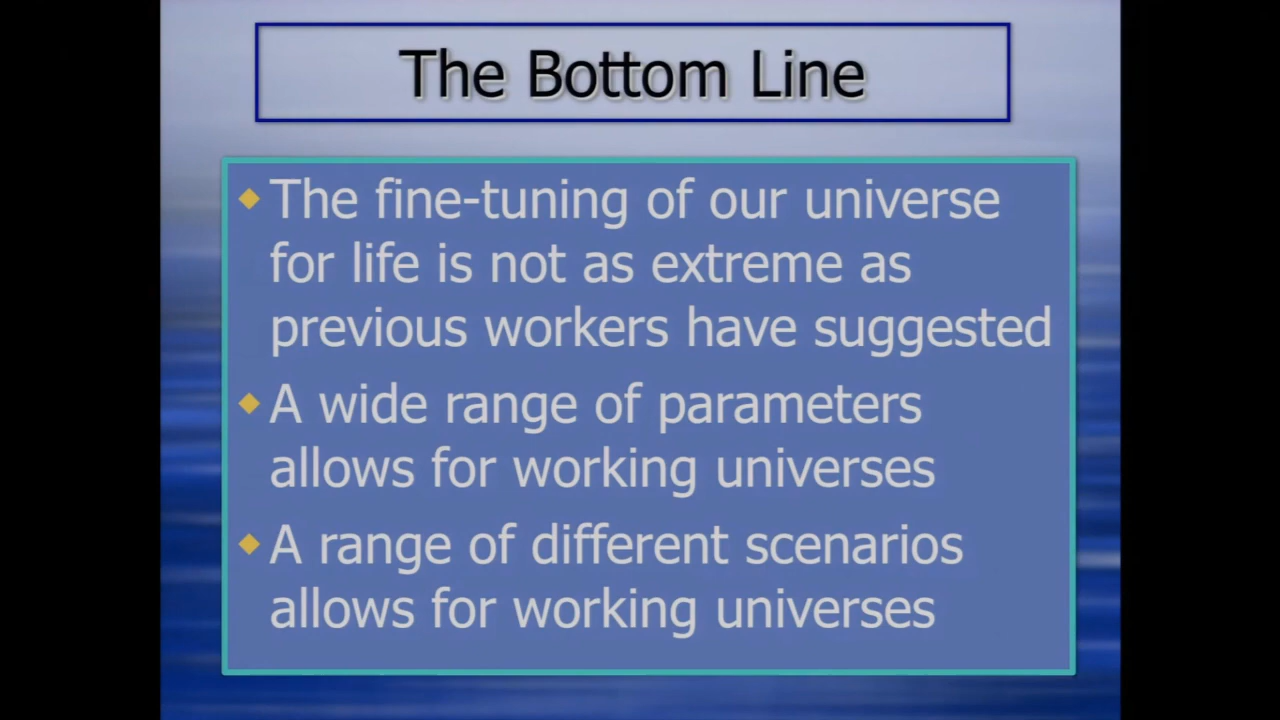 The Bottom Line
The fine-tuning of our universe
for life is not as extreme as
previous workers have suggested
A wide range of parameters
allows for working universes
A range of different scenarios
allows for working universes